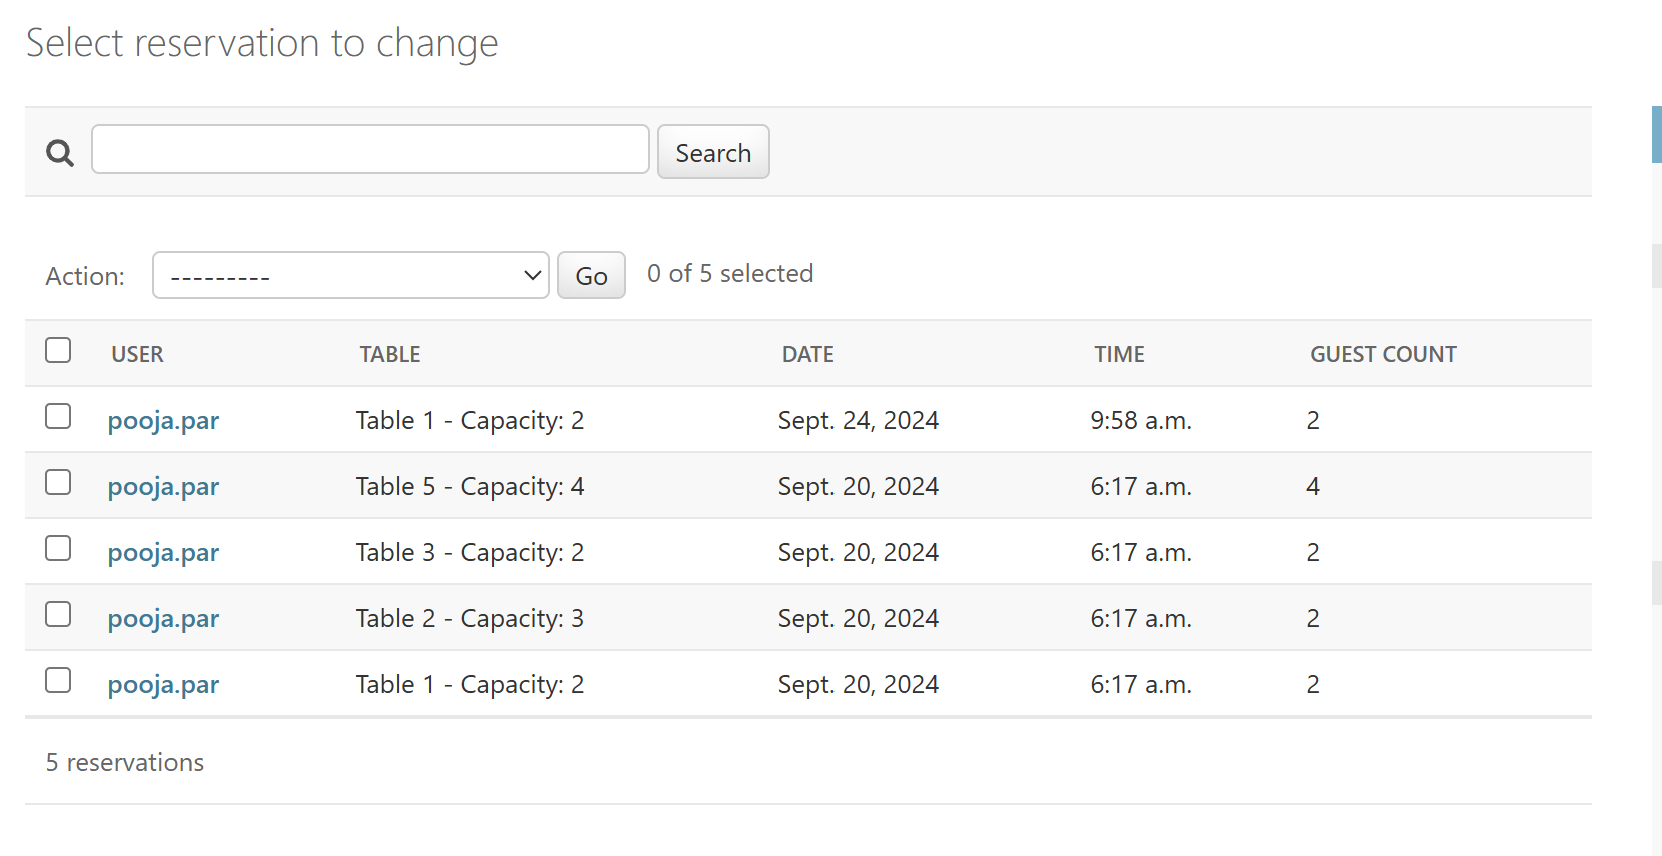 Select reservation to change
Search
Action: --------- Go 0 of 5 selected
USER TABLE DATE TIME GUEST COUNT
pooja.par Table 1 - Capacity: 2 Sept. 24, 2024 9:58 a.m. 2
pooja.par Table 5 - Capacity: 4 Sept. 20, 2024 6:17 a.m. 4
pooja.par Table 3 - Capacity: 2 Sept. 20, 2024 6:17 a.m. 2
pooja.par Table 2 - Capacity: 3 Sept. 20, 2024 6:17 a.m. 2
pooja.par Table 1 - Capacity: 2 Sept. 20, 2024 6:17 a.m. 2
5 reservations